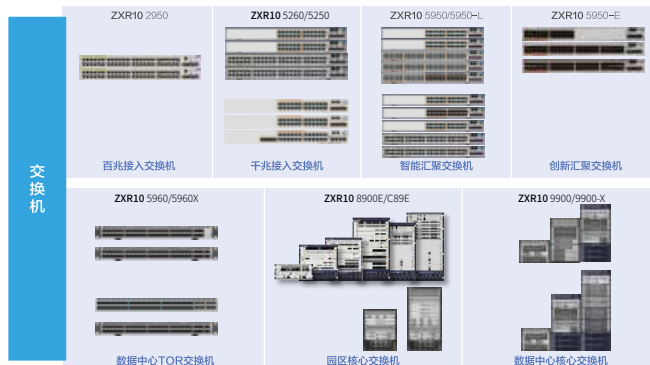 交换机
ZXR10 2950
ZXR10 5260/5250
ZXR10 5950/5950-L
ZXR10 5950-E
百兆接入交换机
千兆接入交换机
智能汇聚交换机
创新汇聚交换机
ZXR10 5960/5960X
ZXR10 8900E/C89E
ZXR10 9900/9900-X
数据中心TOR交换机
园区核心交换机
数据中心核心交换机